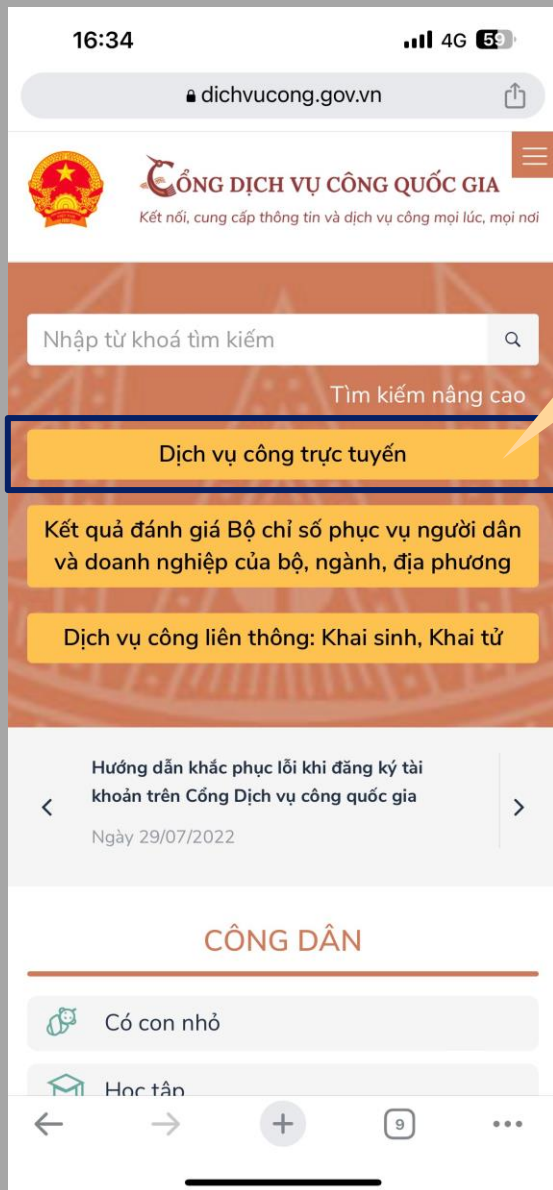 16:34
4G 59
dichvucong.gov.vn
CỔNG DỊCH VỤ CÔNG QUỐC GIA
Kết nối, cung cấp thông tin và dịch vụ công mọi lúc, mọi nơi
Nhập từ khoá tìm kiếm
Tìm kiếm nâng cao
Dịch vụ công trực tuyến
Kết quả đánh giá Bộ chỉ số phục vụ người dân
và doanh nghiệp của bộ, ngành, địa phương
Dịch vụ công liên thông: Khai sinh, Khai tử
Hướng dẫn khắc phục lỗi khi đăng ký tài
khoản trên Cổng Dịch vụ công quốc gia
Ngày 29/07/2022
CÔNG DÂN
Có con nhỏ
Học tập
9